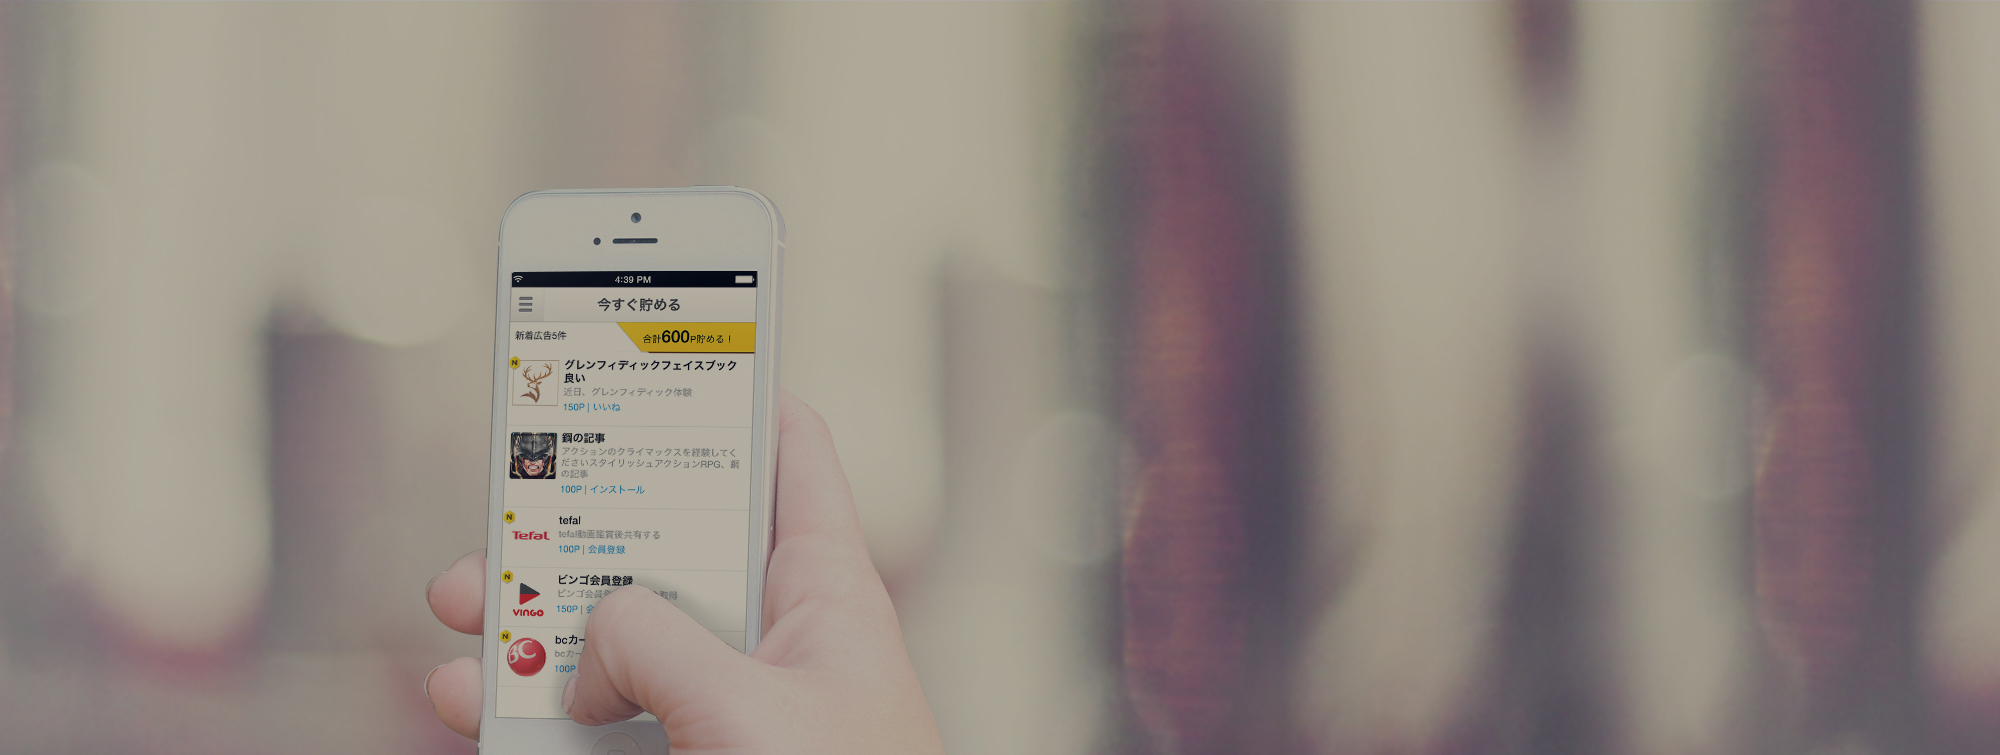 4:39 PM
今すぐ貯める
新着広告5件
合計600P貯める！
N
グレンフィディックフェイスブック
良い
近日、グレンフィディック体験
150P | いいね
鋼の記事
アクションのクライマックスを経験してく
ださいスタイリッシュアクションRPG、鋼
の記事
100P | インストール
N
Tefal
tefal
tefal動画鑑賞後共有する
100P | 会員登録
N
VINGO
ビンゴ会員登録
ビンゴ会員
取得
150P | 会
N
BC
bcカー
bcカー
100P